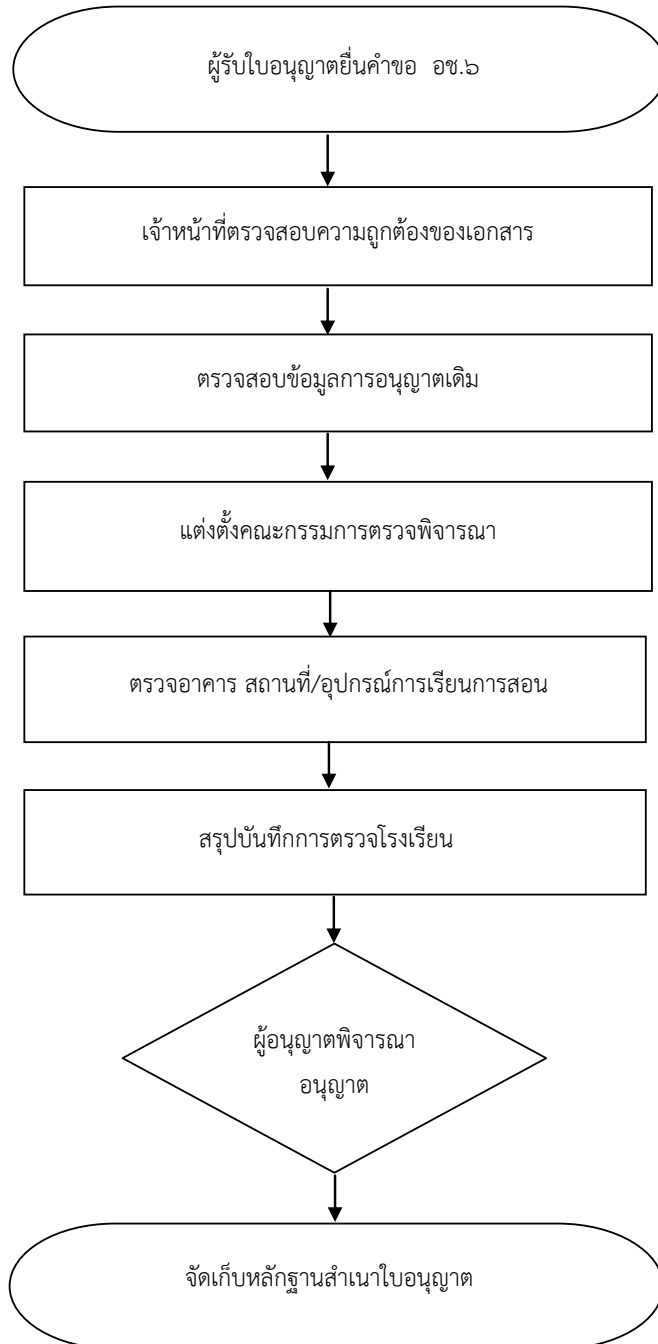 ผู้รับใบอนุญาตยื่นคำขอ อช.๖
เจ้าหน้าที่ตรวจสอบความถูกต้องของเอกสาร
ตรวจสอบข้อมูลการอนุญาตเดิม
แต่งตั้งคณะกรรมการตรวจพิจารณา
ตรวจอาคาร สถานที่/อุปกรณ์การเรียนการสอน
สรุปบันทึกการตรวจโรงเรียน
ผู้อนุญาตพิจารณา
อนุญาต
จัดเก็บหลักฐานสำเนาใบอนุญาต